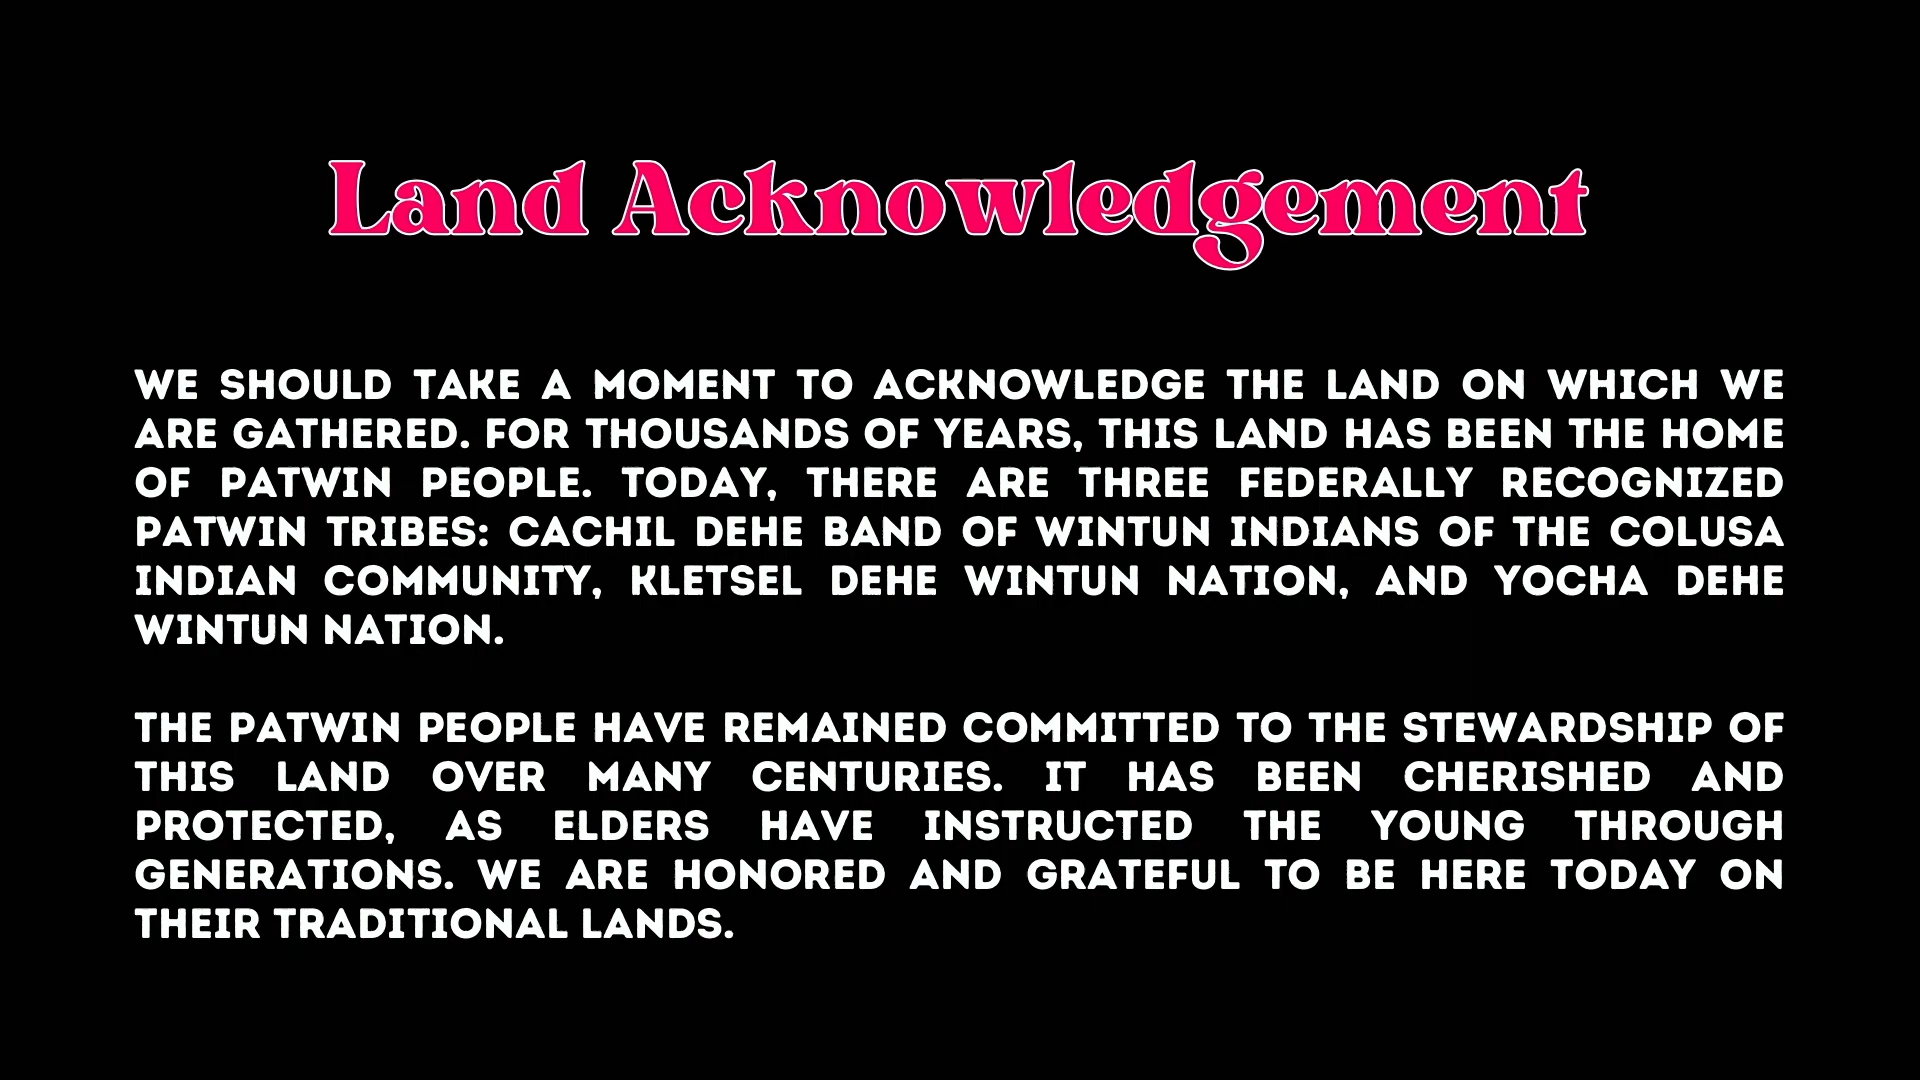 Land Acknowledgement
WE SHOULD TAKE A MOMENT TO ACKNOWLEDGE THE LAND ON WHICH WE
ARE GATHERED. FOR THOUSANDS OF YEARS, THIS LAND HAS BEEN THE HOME
OF PATWIN PEOPLE. TODAY, THERE ARE THREE FEDERALLY RECOGNIZED
PATWIN TRIBES: CACHIL DEHE BAND OF WINTUN INDIANS OF THE COLUSA
INDIAN COMMUNITY, KLETSEL DEHE WINTUN NATION, AND YOCHA DEHE
WINTUN NATION.
THE PATWIN PEOPLE HAVE REMAINED COMMITTED TO THE STEWARDSHIP OF
THIS LAND OVER MANY CENTURIES. IT HAS BEEN CHERISHED AND
PROTECTED, AS ELDERS HAVE INSTRUCTED THE YOUNG THROUGH
GENERATIONS. WE ARE HONORED AND GRATEFUL TO BE HERE TODAY ON
THEIR TRADITIONAL LANDS.